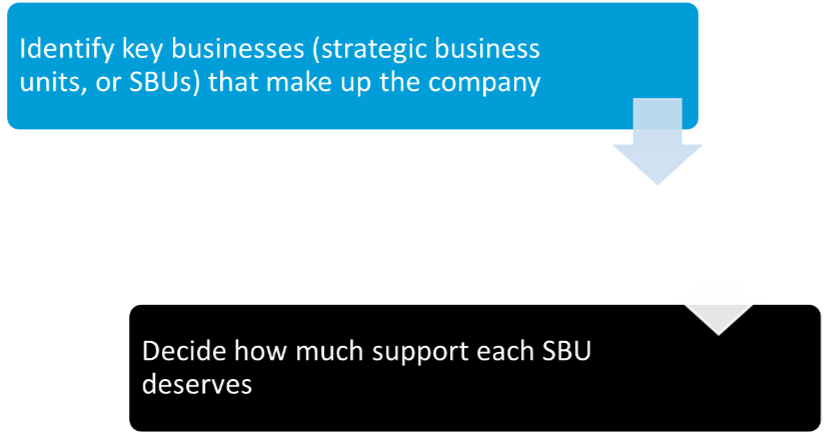 Identify key businesses (strategic business
units, or SBUs) that make up the company
Decide how much support each SBU
deserves